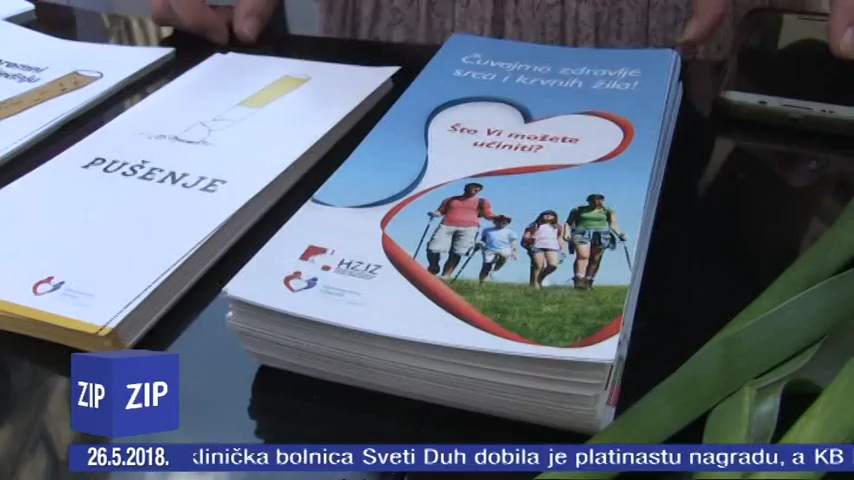 PUŠENJE
Čuvajmo zdravlje
srca i krvnih žila!
Što Vi možete
učiniti?
HZJZ
ZIP ZIP
26.5.2018. klinička bolnica Sveti Duh dobila je platinastu nagradu, a KB